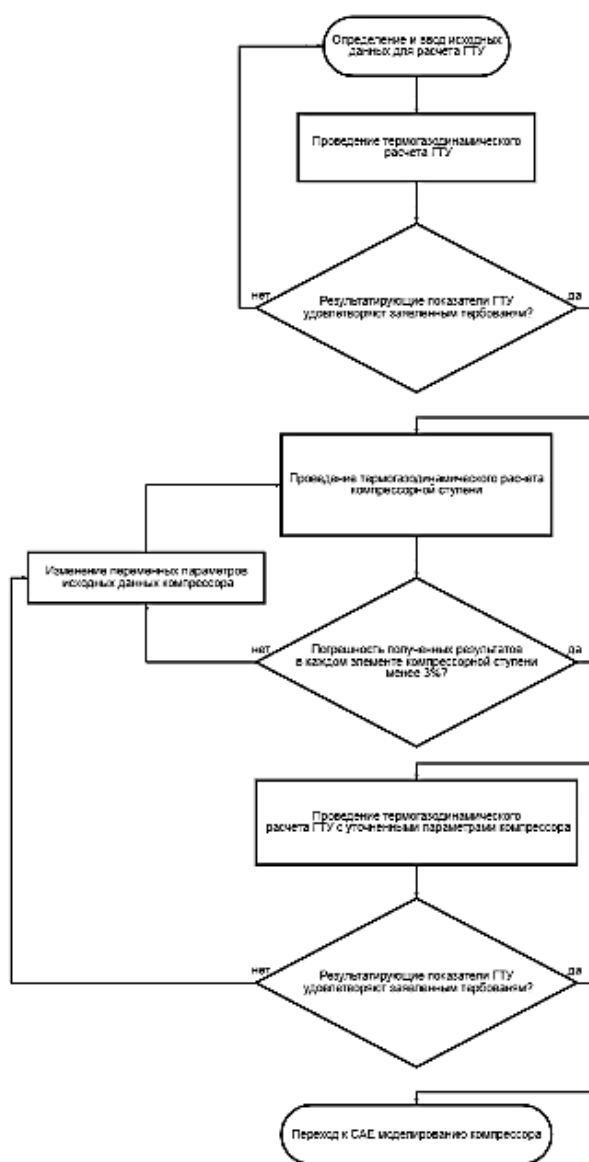 Определение и ввод исходных
данных для расчета ГТУ
Проведение термогазодинамического
расчета ГТУ
нет
да
Результатирующие показатели ГТУ
удовлетворяют заявленным тербованям?
Проведение термогазодинамического расчета
компрессорной ступени
Изменение переменных параметров
исходных данных компрессора
нет
да
Погрешность полученных результатов
в каждом элементе компрессорной ступени
менее 3%?
Проведение термогазодинамического
расчета ГТУ с уточненными параметрами компрессора
нет
да
Результатирующие показатели ГТУ
удовлетворяют заявленным тербованям?
Переход к CAE моделированию компрессора